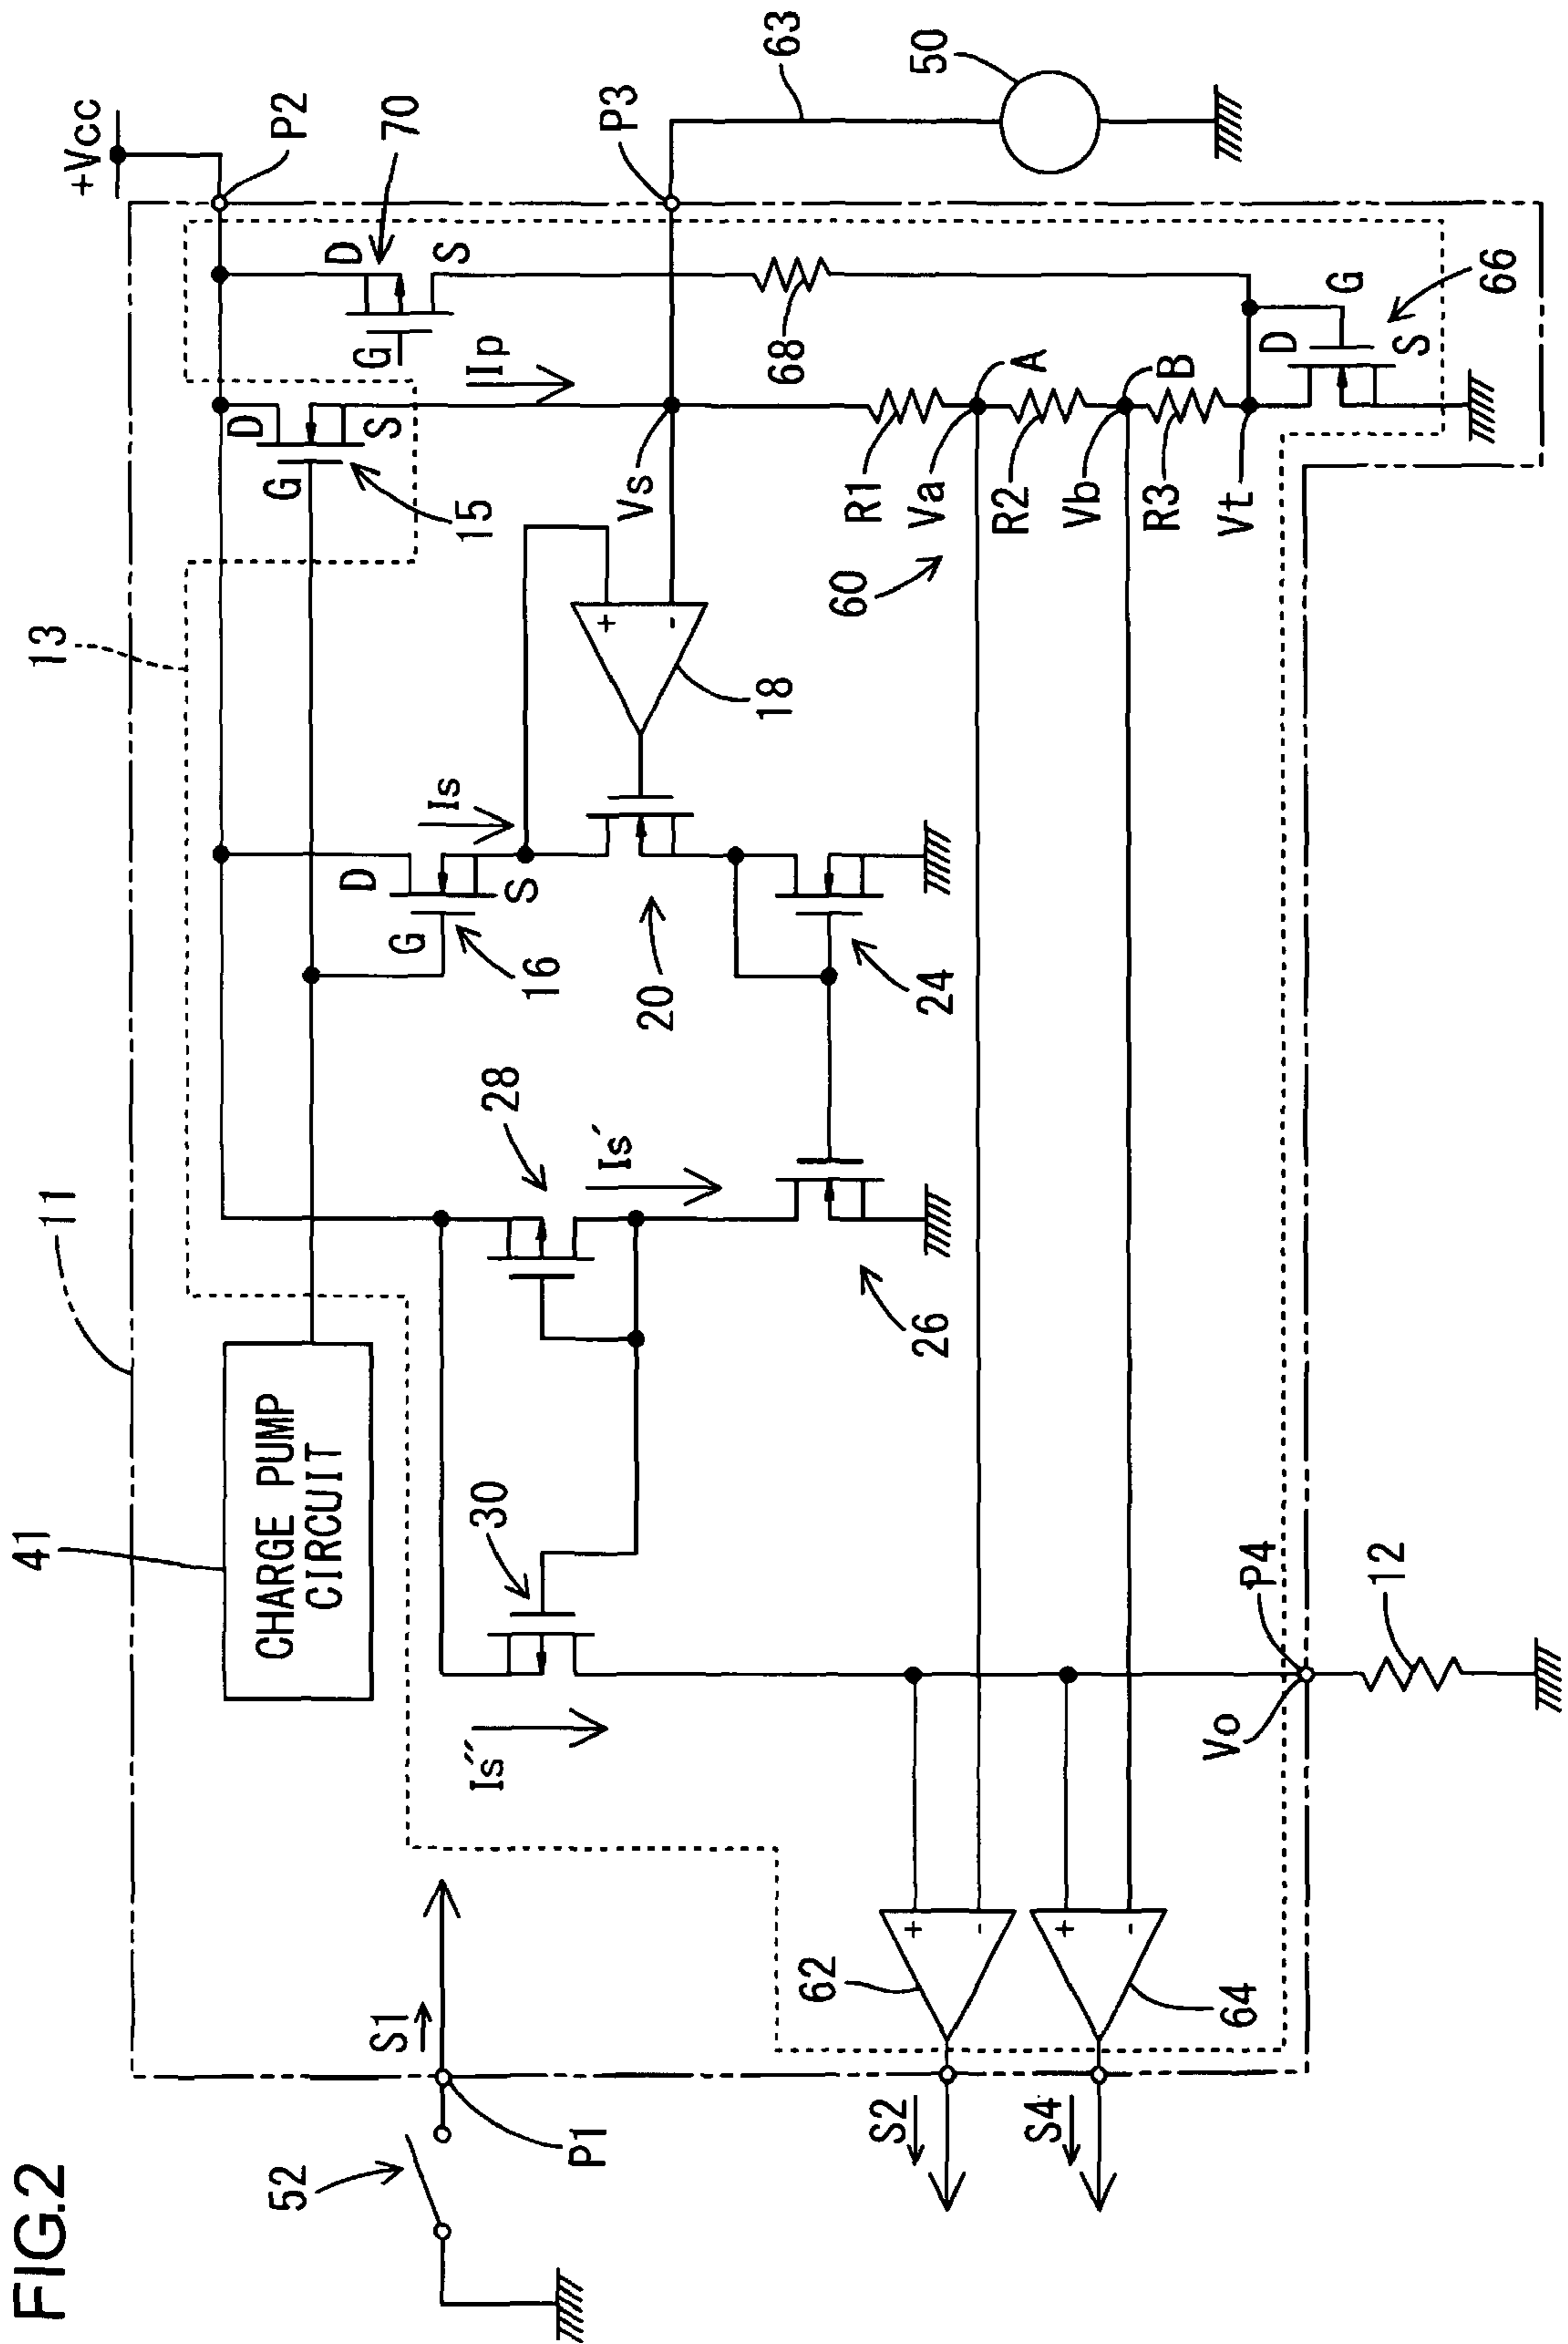 FIG.2
11
13
+Vcc
P2
41
CHARGE PUMP
CIRCUIT
G
D
S
15
D
70
G
S
Ip
P3
63
50
D
G
S
16
Is
28
Is´
30
Is´´
Vs
+
-
18
20
24
26
52
P1
S1
60
R1
Va
A
R2
Vb
B
R3
Vt
68
D
G
S
66
62
+
-
64
+
-
S2
S4
Vo
P4
12